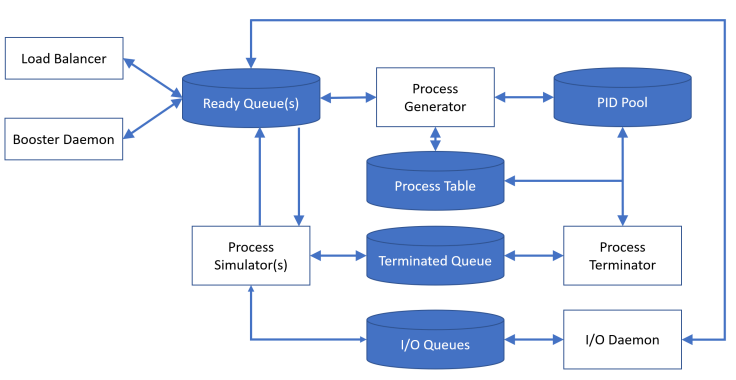 Load Balancer
Booster Daemon
Ready Queue(s)
Process
Generator
PID Pool
Process Table
Process
Simulator(s)
Terminated Queue
Process
Terminator
I/O Queues
I/O Daemon